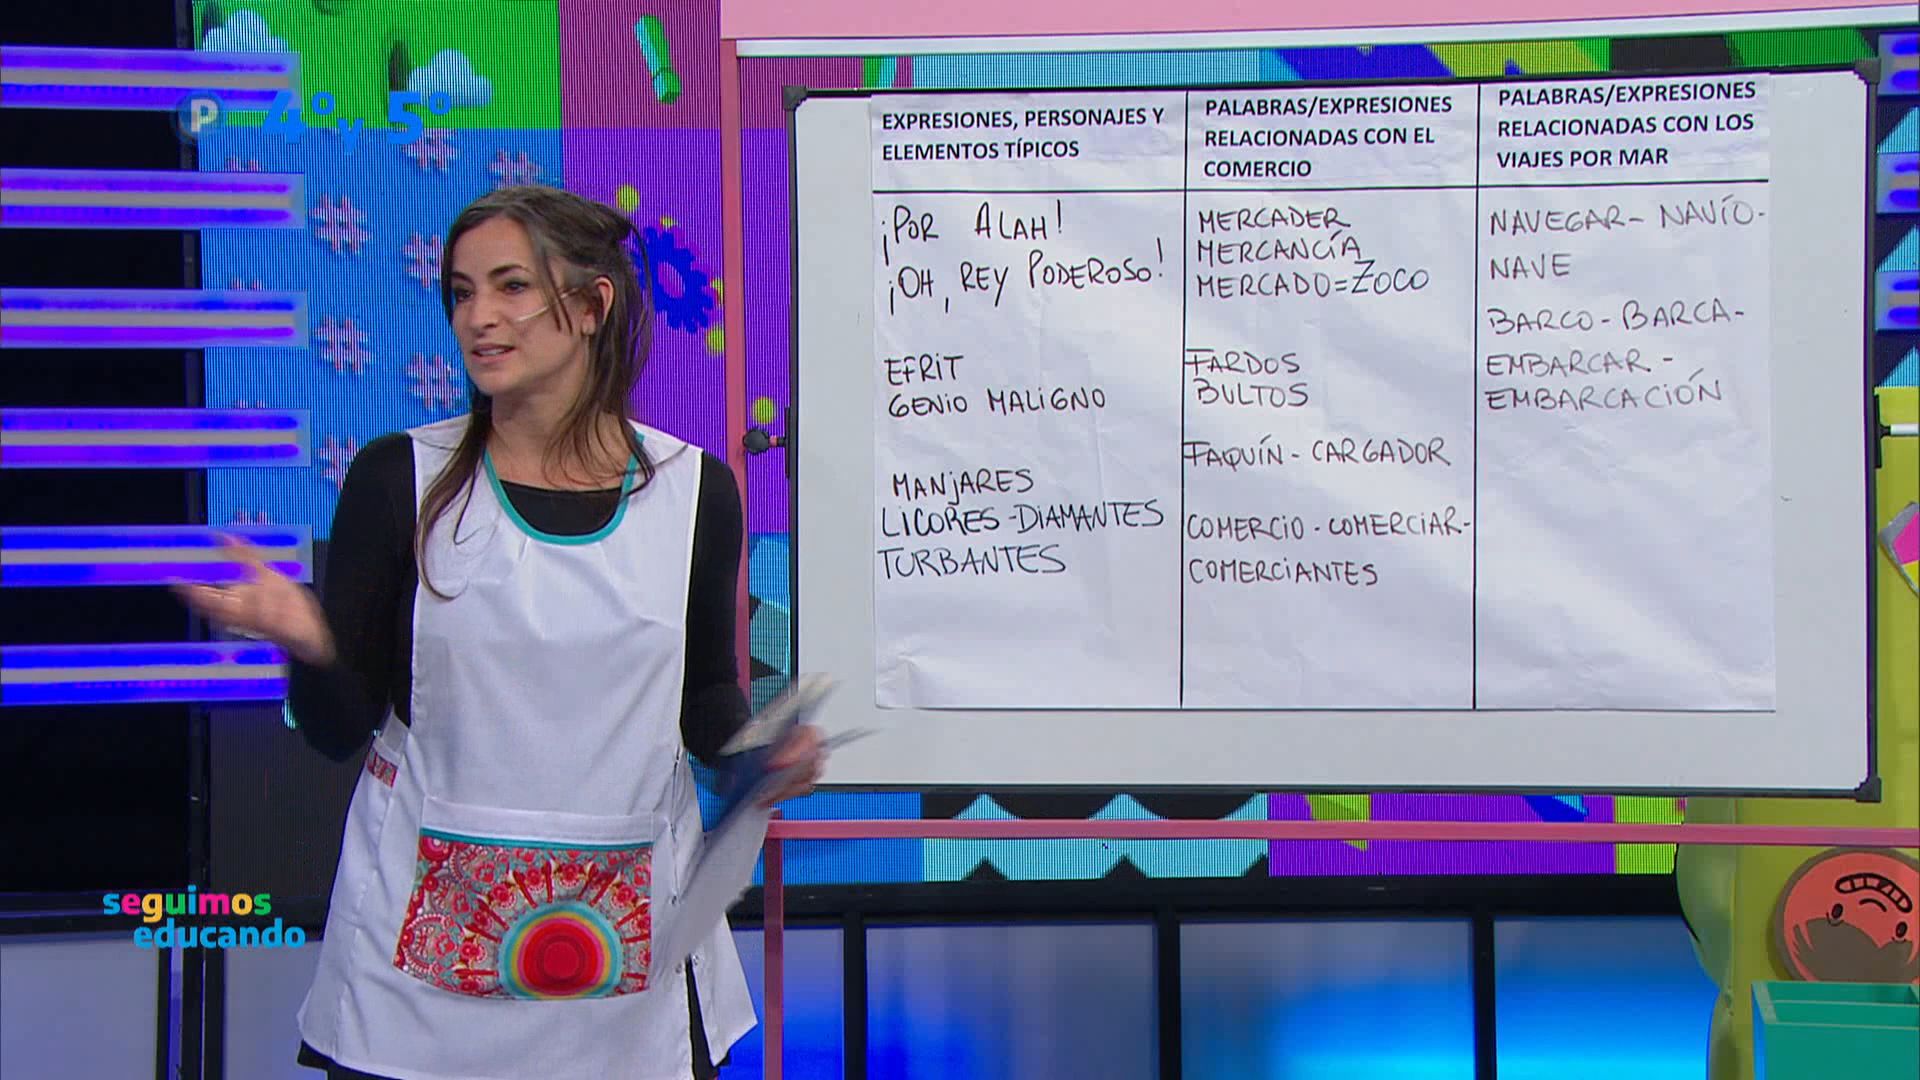 P 4º y 5º
EXPRESIONES, PERSONAJES Y
ELEMENTOS TÍPICOS
¡POR ALAH!
¡OH, REY PODEROSO!
EFRIT
GENIO MALIGNO
MANJARES
LICORES - DIAMANTES
TURBANTES
PALABRAS/EXPRESIONES
RELACIONADAS CON EL
COMERCIO
MERCADER
MERCANCÍA
MERCADO = ZOCO
FARDOS
BULTOS
FAQUÍN - CARGADOR
COMERCIO - COMERCIAR -
COMERCIANTES
PALABRAS/EXPRESIONES
RELACIONADAS CON LOS
VIAJES POR MAR
NAVEGAR - NAVÍO -
NAVE
BARCO - BARCA -
EMBARCAR -
EMBARCACIÓN
seguimos
educando